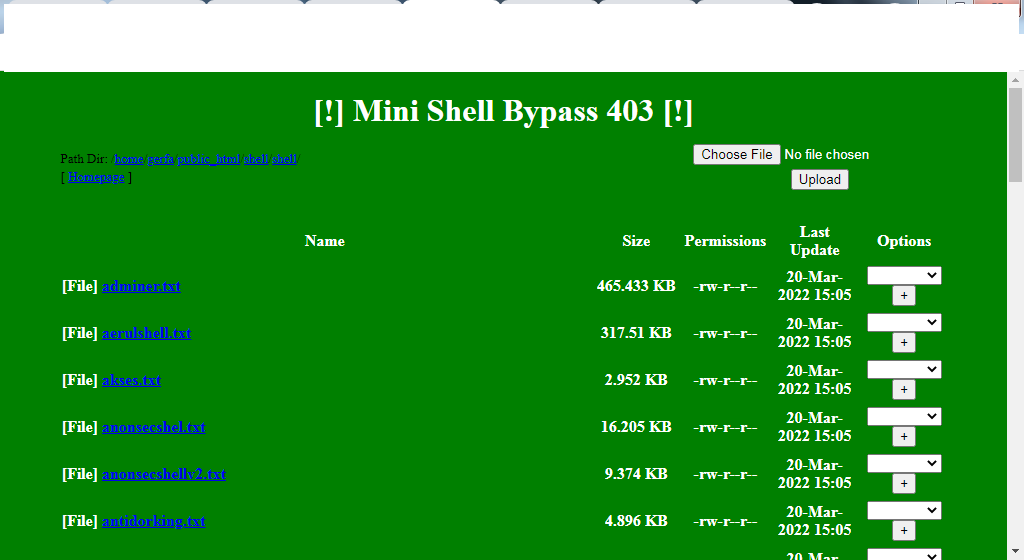 [!] Mini Shell Bypass 403 [!]
Path Dir: /home/gecfa/public_html/shell/shell/
[ Homepage ]
Choose File No file chosen
Upload
Name Size Permissions Last Update Options
[File] adminer.txt 465.433 KB -rw-r--r-- 20-Mar-2022 15:05
+
[File] aerulshell.txt 317.51 KB -rw-r--r-- 20-Mar-2022 15:05
+
[File] akses.txt 2.952 KB -rw-r--r-- 20-Mar-2022 15:05
+
[File] anonsecshel.txt 16.205 KB -rw-r--r-- 20-Mar-2022 15:05
+
[File] anonsecshellv2.txt 9.374 KB -rw-r--r-- 20-Mar-2022 15:05
+
[File] antidorking.txt 4.896 KB -rw-r--r-- 20-Mar-2022 15:05
+
20-Mar-